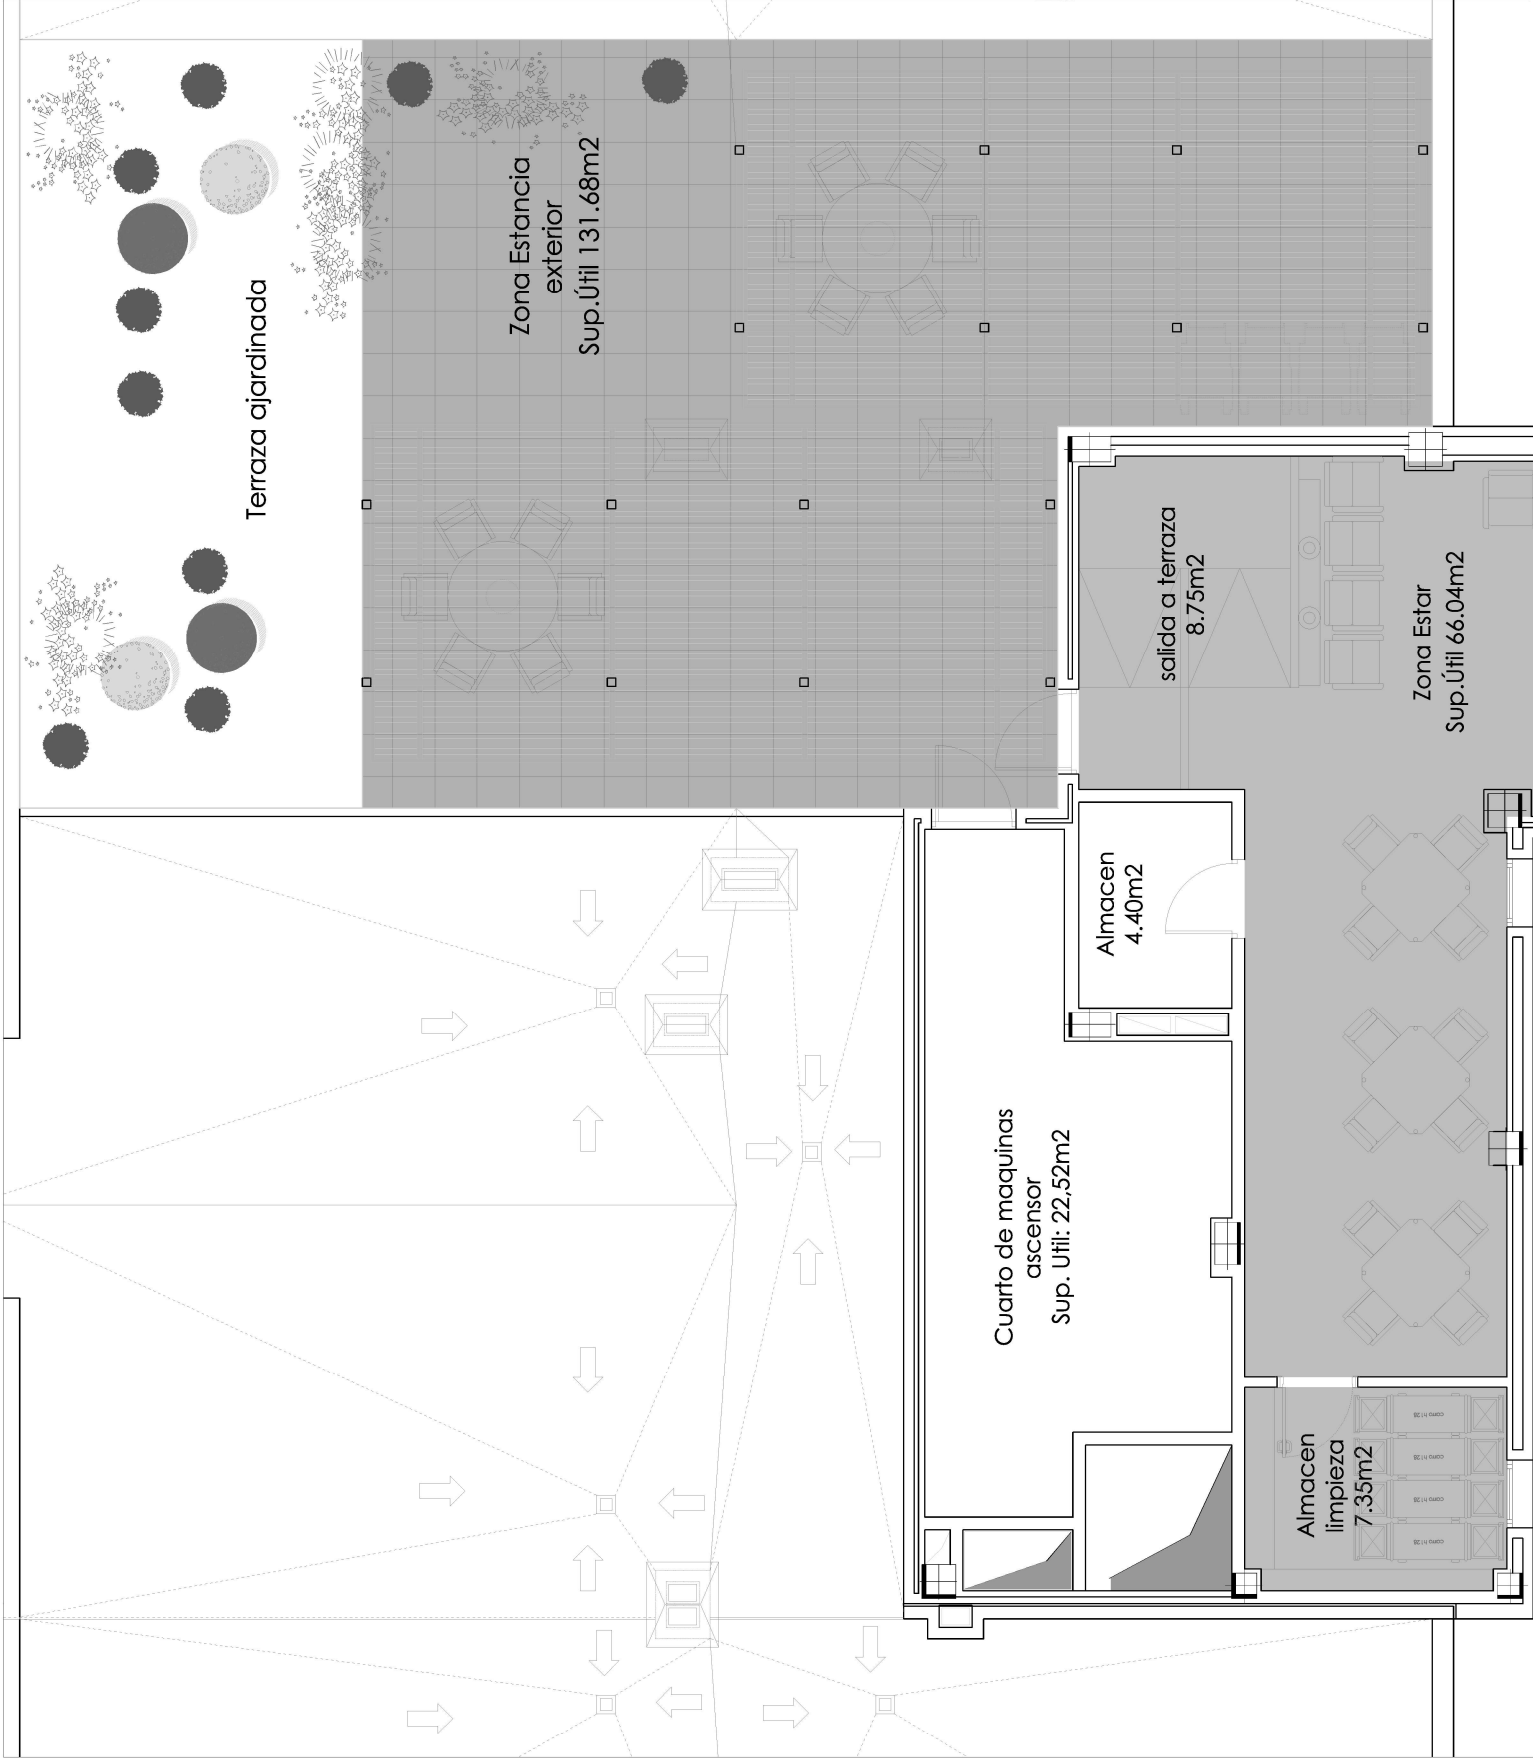 Terraza ajardinada
Zona Estancia
exterior
Sup.Útil 131.68m2
salida a terraza
8.75m2
Zona Estar
Sup.Útil 66.04m2
Almacen
4.40m2
Cuarto de maquinas
ascensor
Sup. Util: 22,52m2
Almacen
limpieza
7.35m2